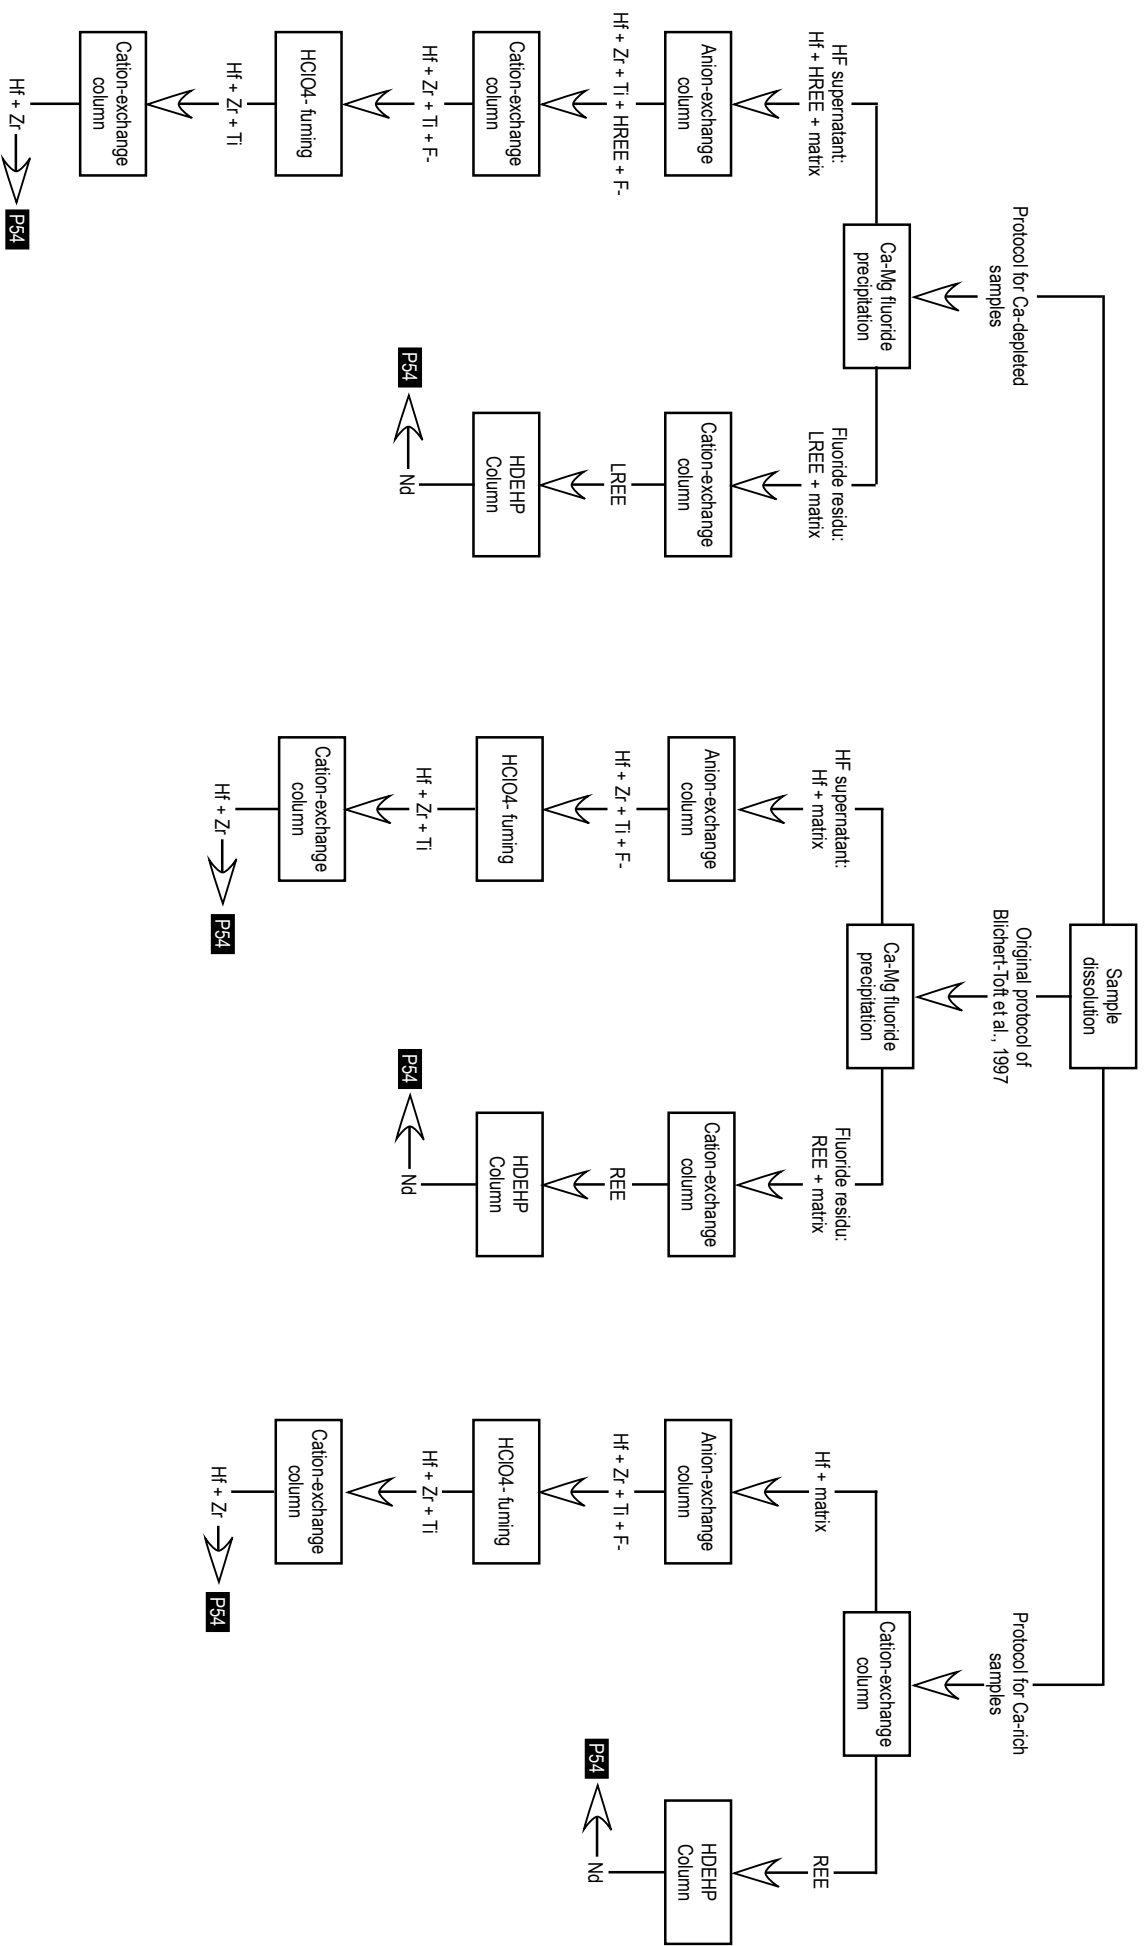 Sample
dissolution
Protocol for Ca-depleted
samples
Original protocol of
Blichert-Toft et al., 1997
Protocol for Ca-rich
samples
Ca-Mg fluoride
precipitation
HF supernatant:
Hf + HREE + matrix
Anion-exchange
column
Hf + Zr + Ti + HREE + F-
Cation-exchange
column
Hf + Zr + Ti + F-
HClO4- fuming
Hf + Zr + Ti
Cation-exchange
column
Hf + Zr
P54
Fluoride residu:
LREE + matrix
Cation-exchange
column
LREE
HDEHP
Column
Nd
P54
Ca-Mg fluoride
precipitation
HF supernatant:
Hf + matrix
Anion-exchange
column
Hf + Zr + Ti + F-
HClO4- fuming
Hf + Zr + Ti
Cation-exchange
column
Hf + Zr
P54
Fluoride residu:
REE + matrix
Cation-exchange
column
REE
HDEHP
Column
Nd
P54
Cation-exchange
column
Hf + matrix
Anion-exchange
column
Hf + Zr + Ti + F-
HClO4- fuming
Hf + Zr + Ti
Cation-exchange
column
Hf + Zr
P54
REE
HDEHP
Column
Nd
P54